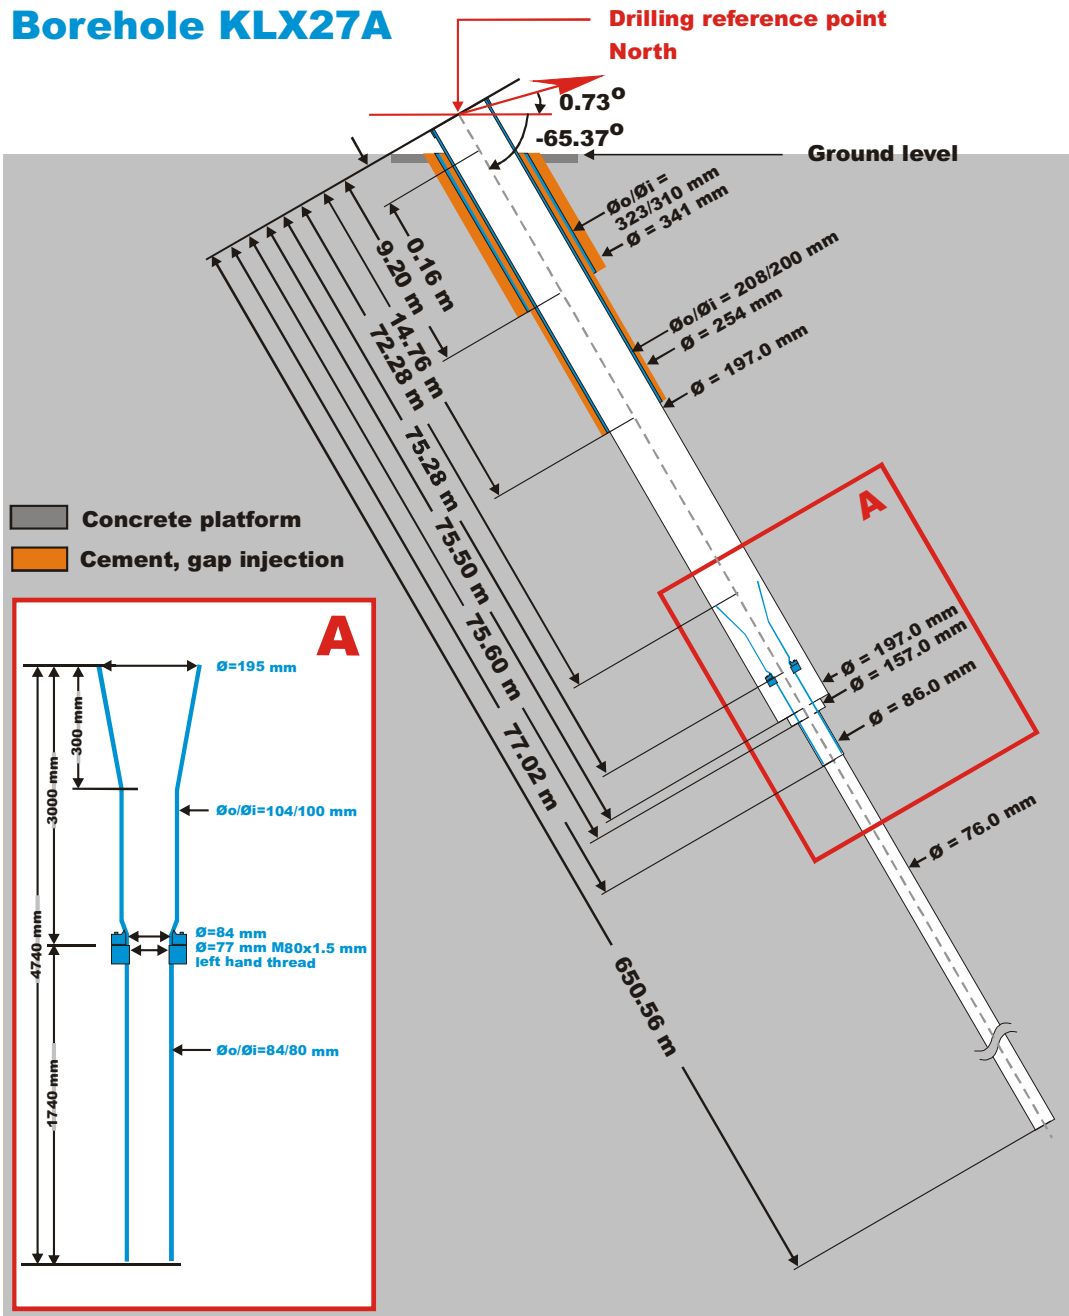 Borehole KLX27A
Drilling reference point
North
0.73°
-65.37°
Ground level
Øo/Øi =
323/310 mm
Ø = 341 mm
Øo/Øi = 208/200 mm
Ø = 254 mm
Ø = 197.0 mm
0.16 m
9.20 m
14.76 m
72.28 m
75.28 m
75.50 m
75.60 m
77.02 m
650.56 m
Concrete platform
Cement, gap injection
A
Ø = 197.0 mm
Ø = 157.0 mm
Ø = 86.0 mm
Ø = 76.0 mm
A
Ø=195 mm
300 mm
3000 mm
Øo/Øi=104/100 mm
4740 mm
Ø=84 mm
Ø=77 mm M80x1.5 mm
left hand thread
Øo/Øi=84/80 mm
1740 mm